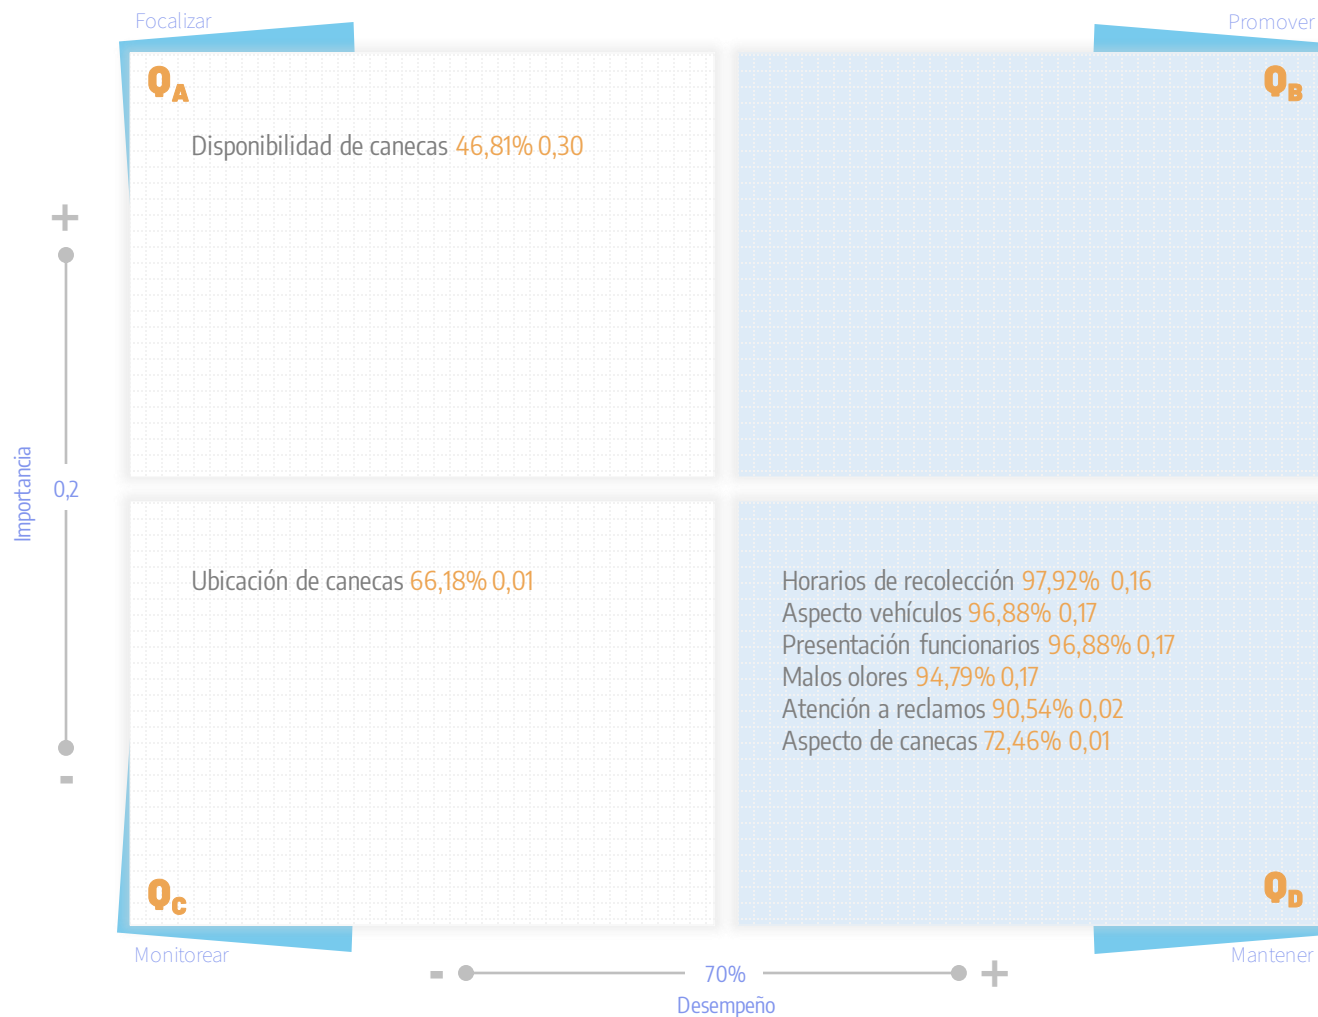 Focalizar
Promover
QA
QB
Disponibilidad de canecas 46,81% 0,30
+
Importancia
0,2
-
Ubicación de canecas 66,18% 0,01
Horarios de recolección 97,92% 0,16
Aspecto vehículos 96,88% 0,17
Presentación funcionarios 96,88% 0,17
Malos olores 94,79% 0,17
Atención a reclamos 90,54% 0,02
Aspecto de canecas 72,46% 0,01
QC
QD
Monitorear
Mantener
- 70% +
Desempeño